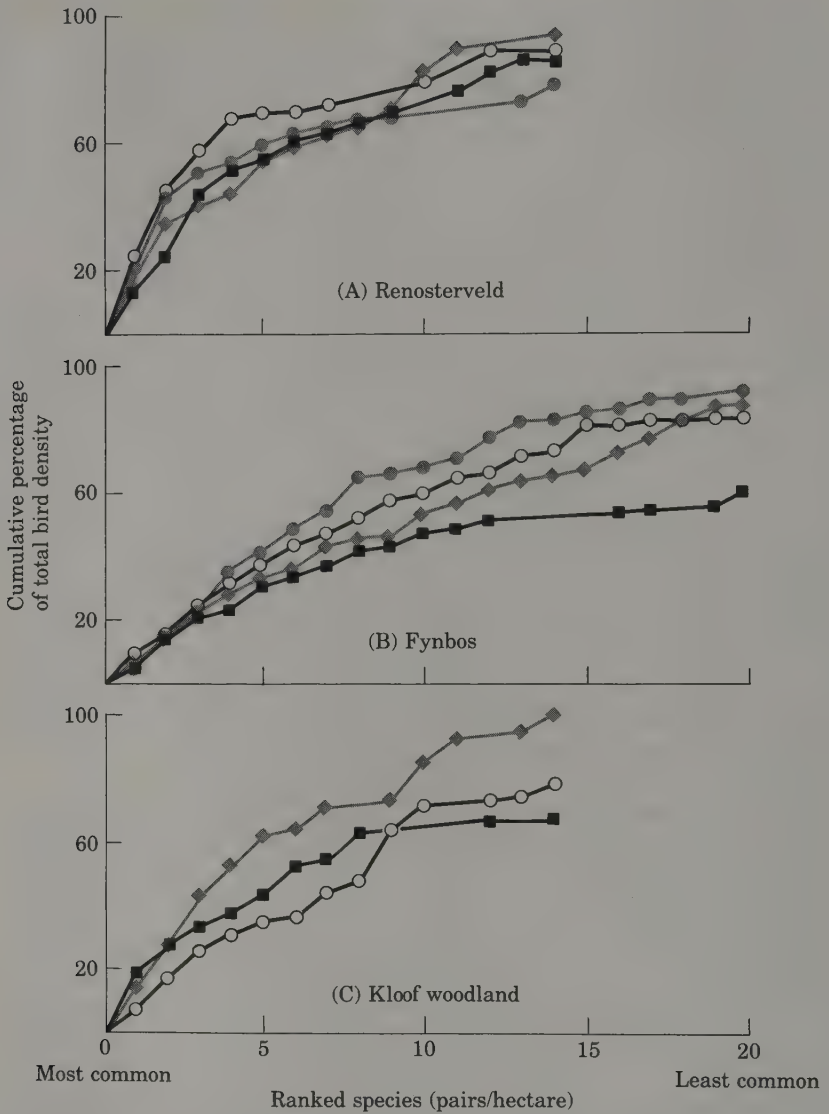 100
60
20
(A) Renosterveld
100
60
20
(B) Fynbos
Cumulative percentage
of total bird density
100
60
20
(C) Kloof woodland
0
5
10
15
20
Most common
Least common
Ranked species (pairs/hectare)